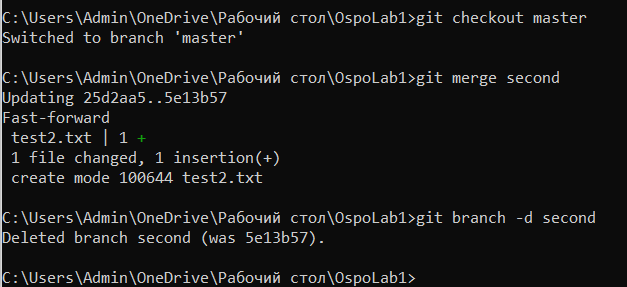 C:\Users\Admin\OneDrive\Рабочий стол\OspoLab1>git checkout master
Switched to branch 'master'
C:\Users\Admin\OneDrive\Рабочий стол\OspoLab1>git merge second
Updating 25d2aa5..5e13b57
Fast-forward
 test2.txt | 1 +
 1 file changed, 1 insertion(+)
 create mode 100644 test2.txt
C:\Users\Admin\OneDrive\Рабочий стол\OspoLab1>git branch -d second
Deleted branch second (was 5e13b57).
C:\Users\Admin\OneDrive\Рабочий стол\OspoLab1>